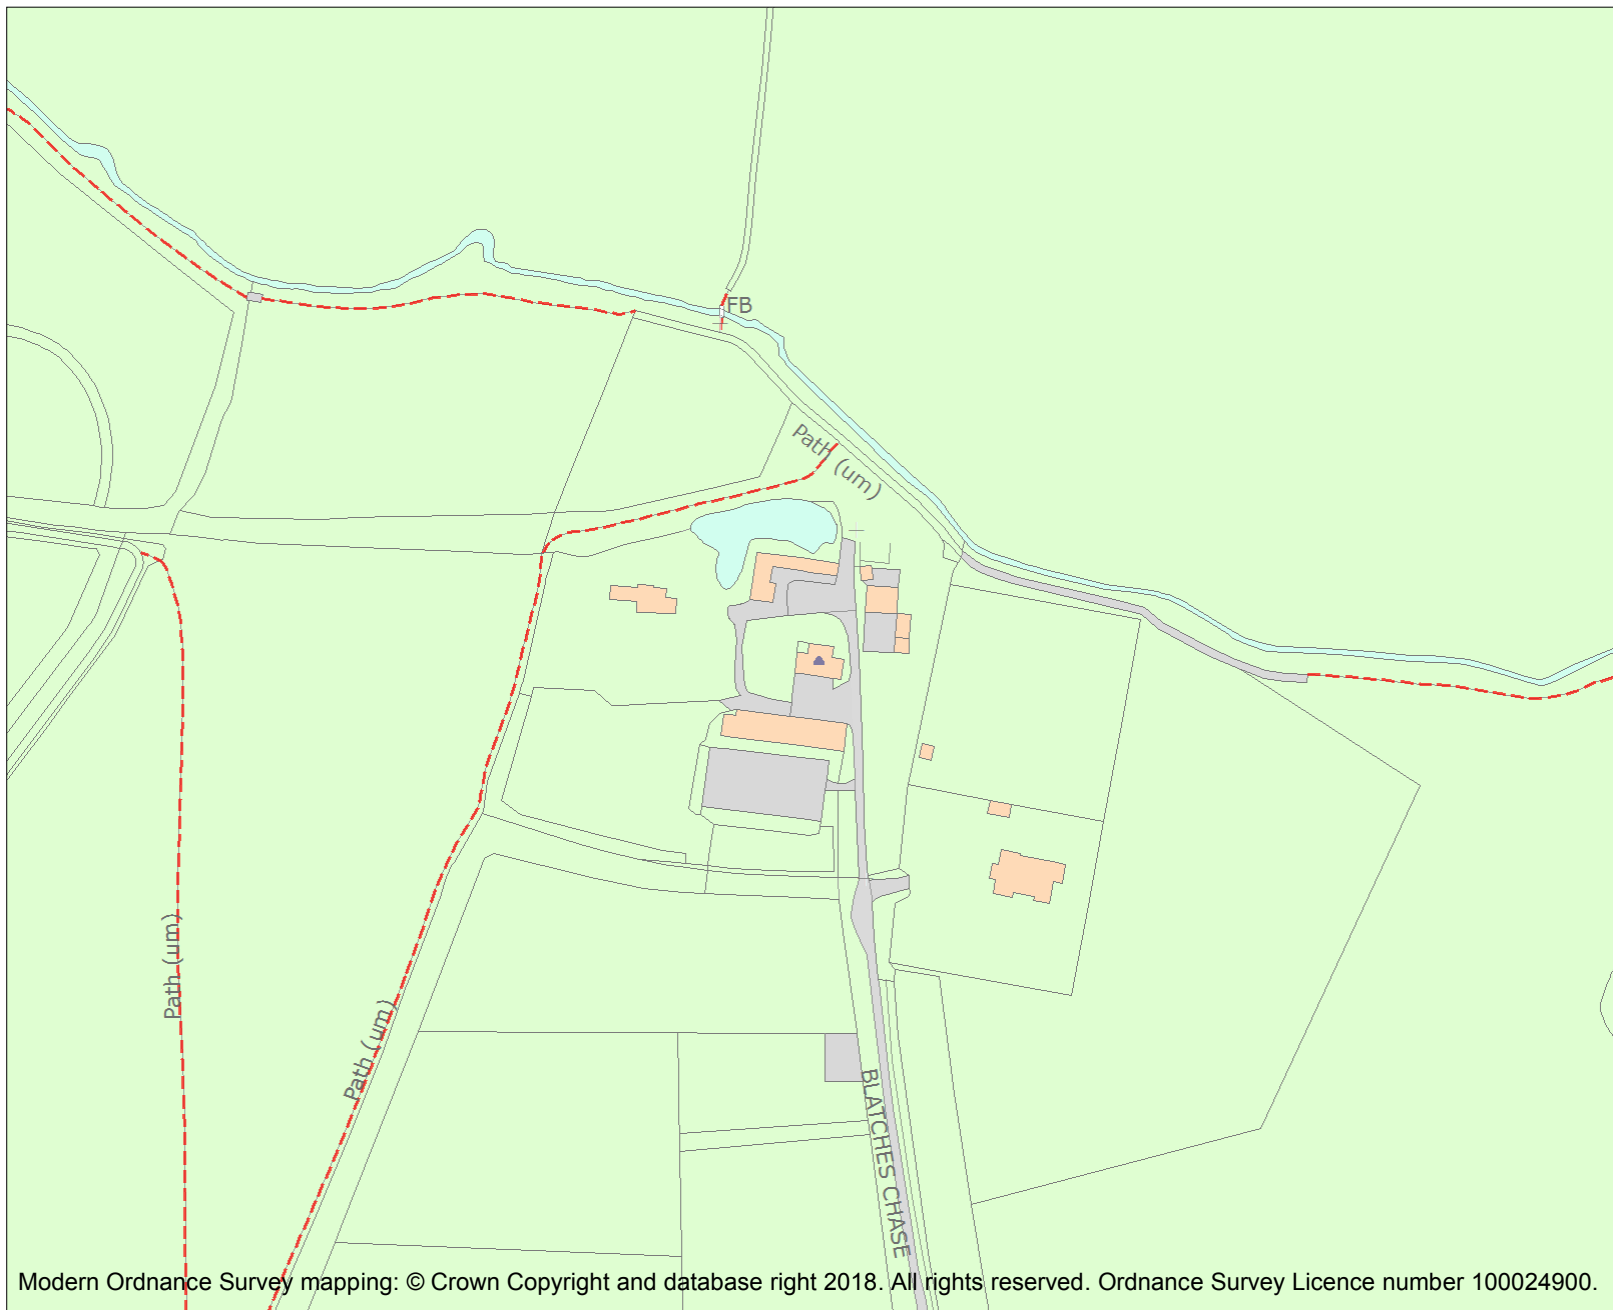 FB
Path (um)
Path (um)
Path (um)
BLATCHES CHASE
Modern Ordnance Survey mapping: © Crown Copyright and database right 2018. All rights reserved. Ordnance Survey Licence number 100024900.